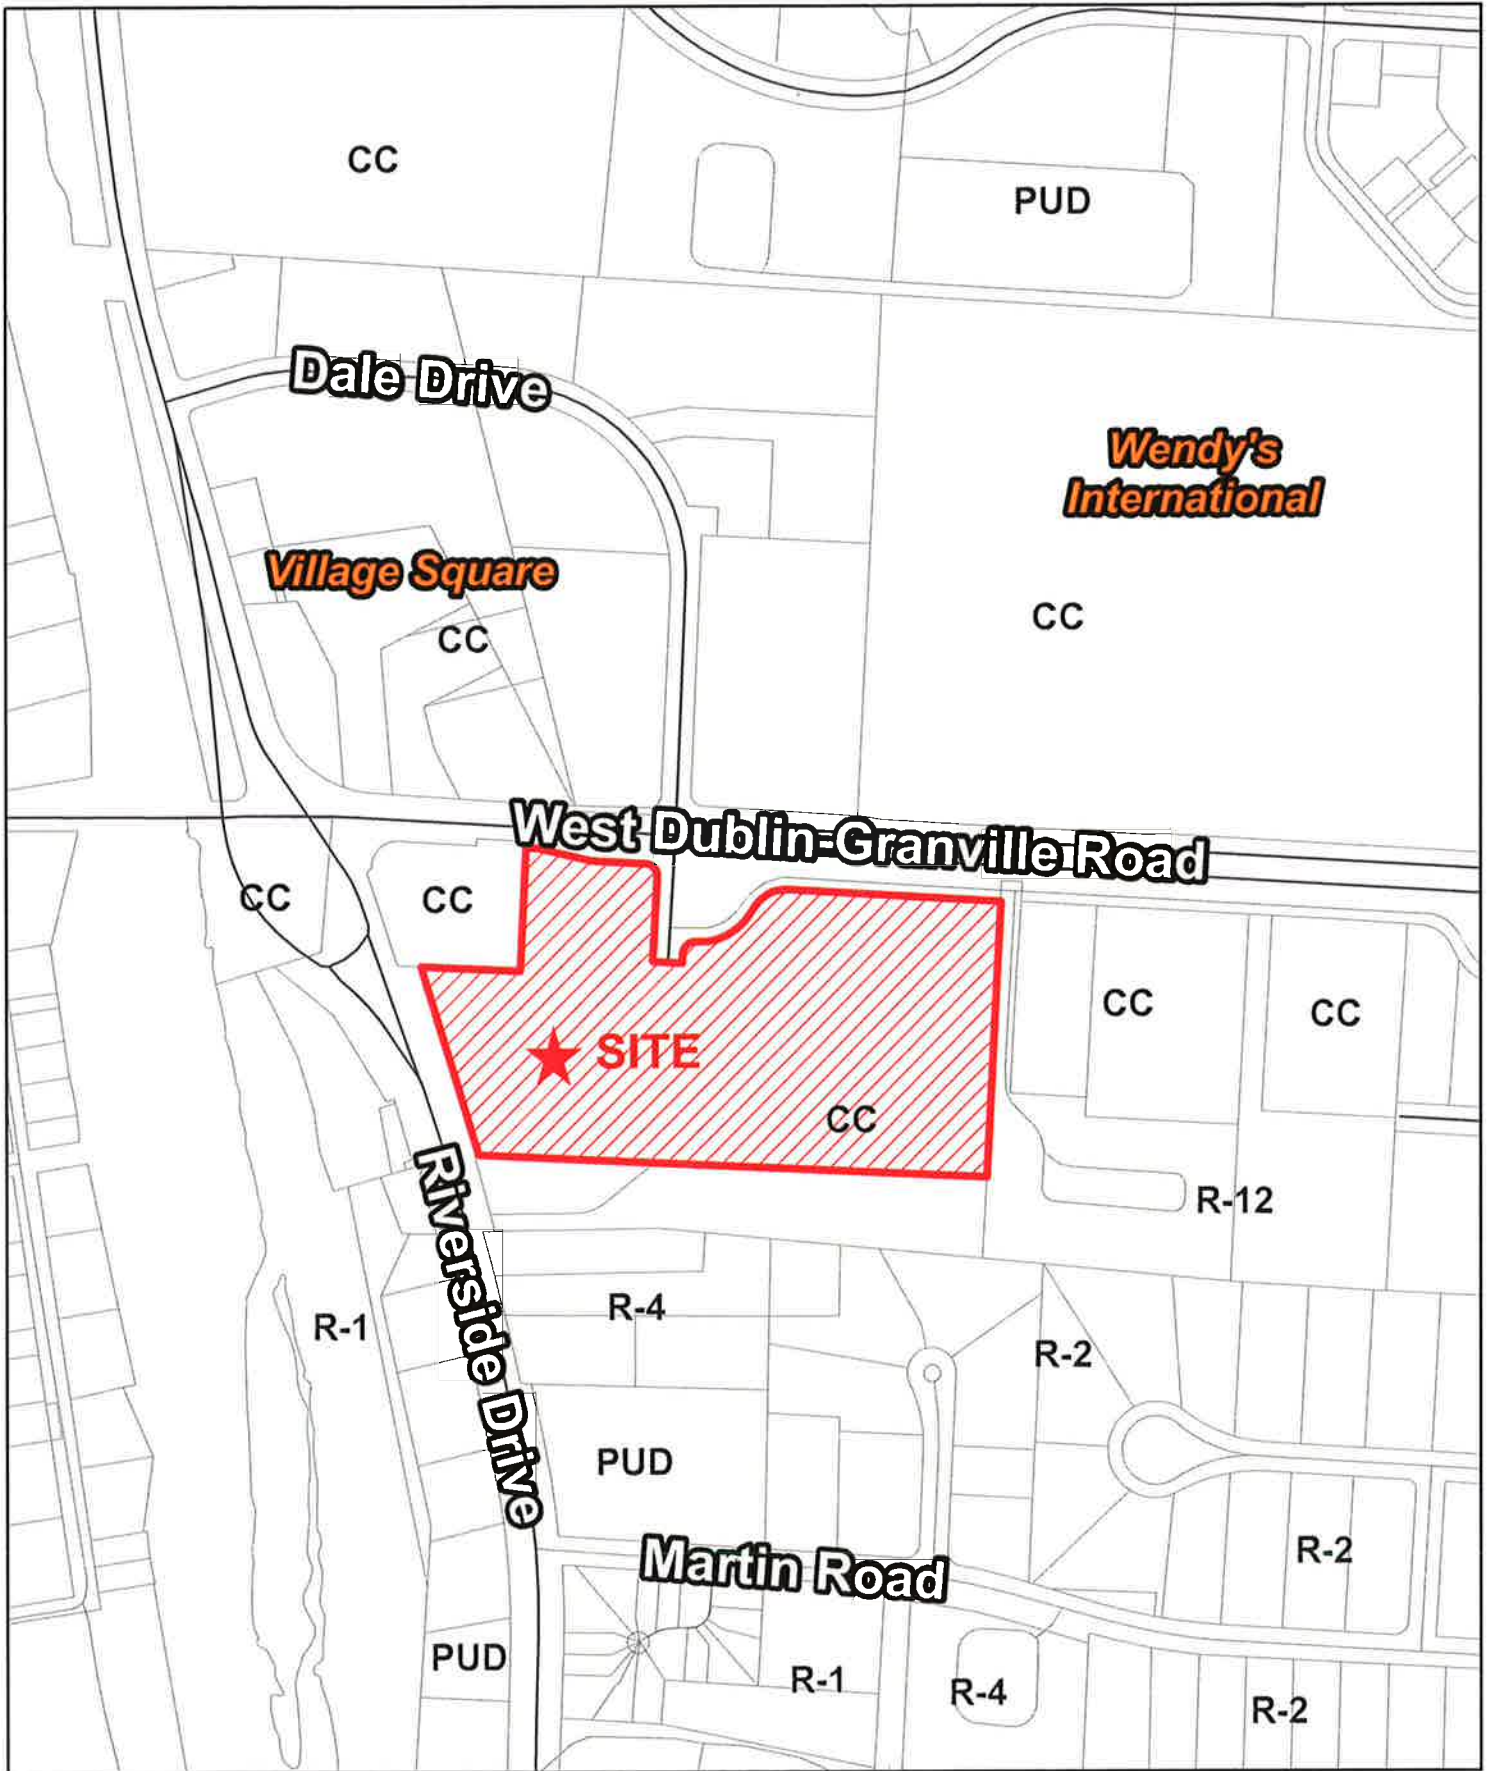 CC
PUD
Dale Drive
Wendy's
International
Village Square
CC
CC
West Dublin-Granville Road
CC
CC
CC
CC
SITE
CC
R-12
Riverside Drive
R-1
R-4
R-2
PUD
R-2
Martin Road
PUD
R-1
R-4
R-2